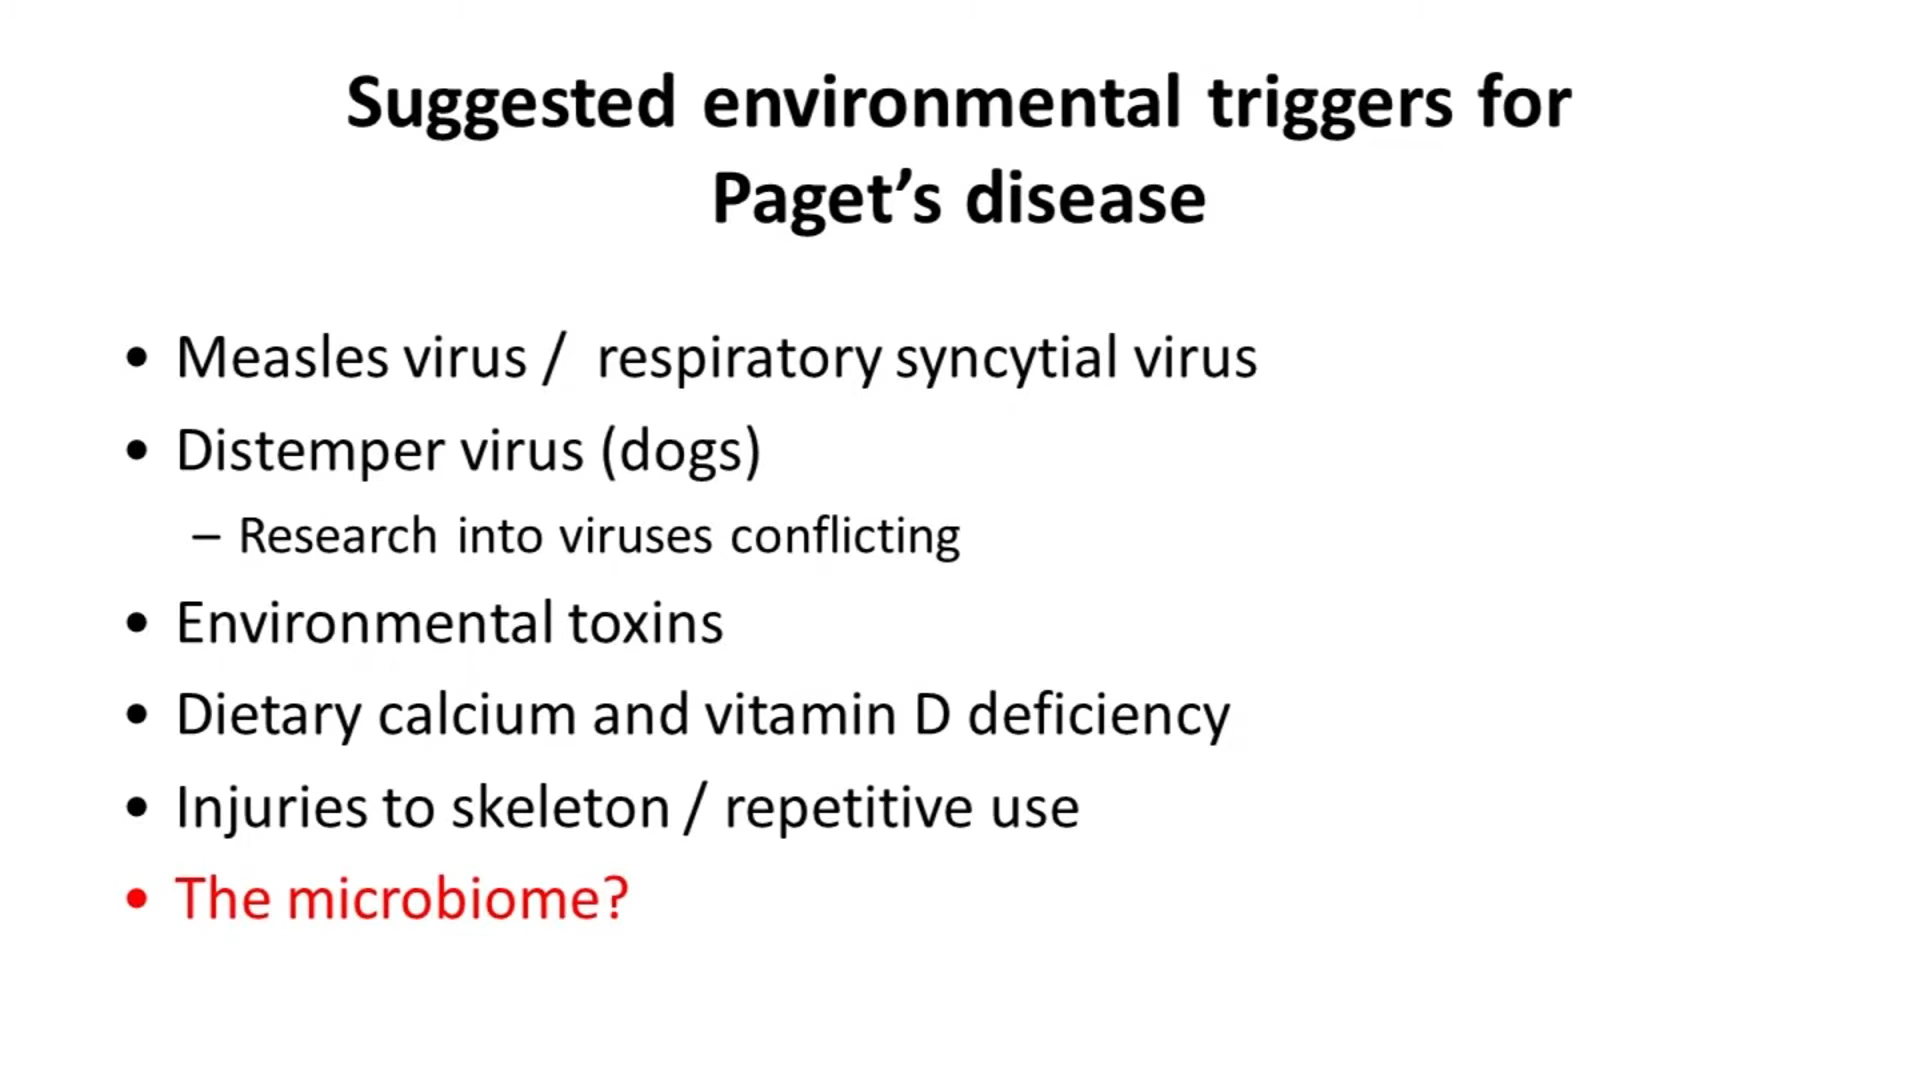 Suggested environmental triggers for
Paget’s disease
• Measles virus /  respiratory syncytial virus
• Distemper virus (dogs)
– Research into viruses conflicting
• Environmental toxins
• Dietary calcium and vitamin D deficiency
• Injuries to skeleton / repetitive use
• The microbiome?